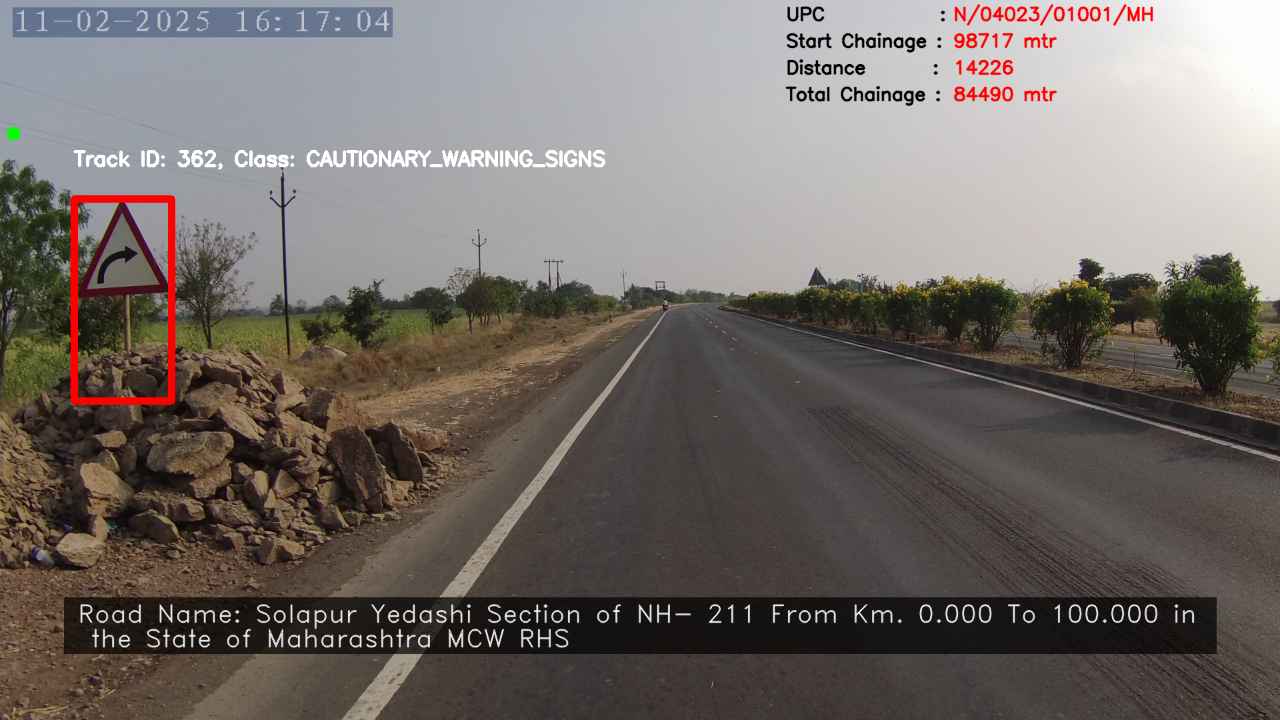 11-02-2025 16:17:04
UPC : N/04023/01001/MH
Start Chainage : 98717 mtr
Distance : 14226
Total Chainage : 84490 mtr
Track ID: 362, Class: CAUTIONARY_WARNING_SIGNS
Road Name: Solapur Yedashi Section of NH- 211 From Km. 0.000 To 100.000 in
the State of Maharashtra MCW RHS